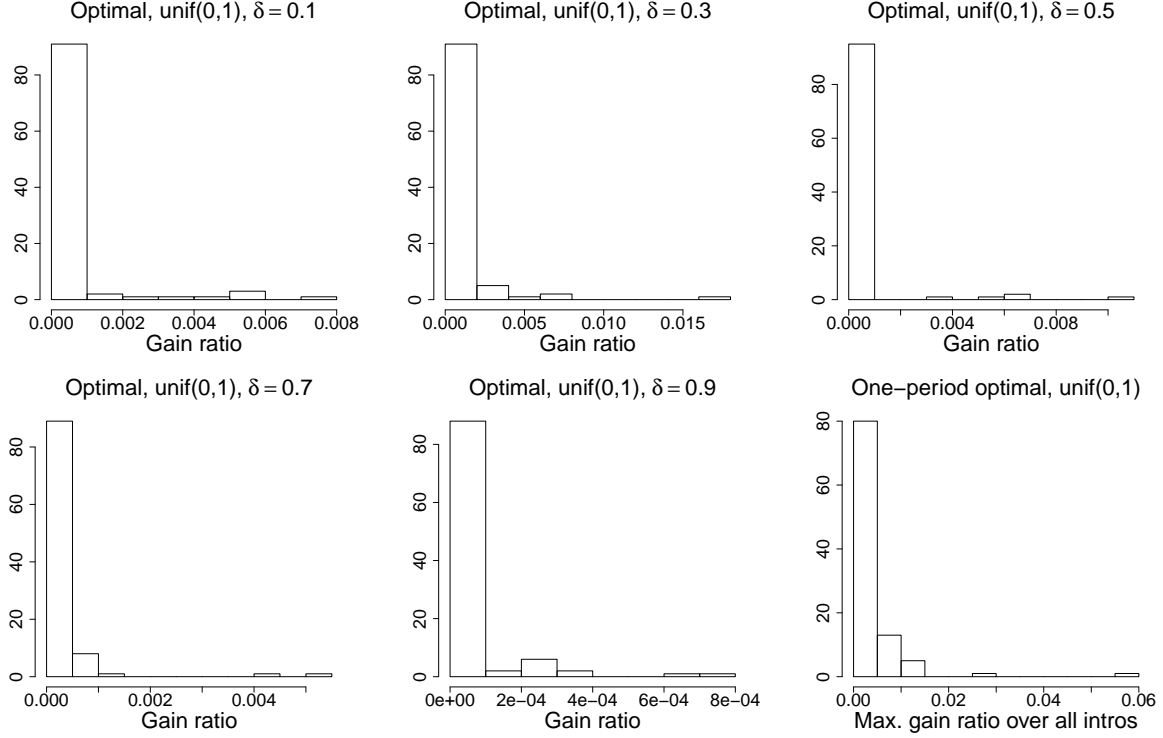 Optimal, unif(0,1), δ = 0.1
80
60
40
20
0
0.000 0.002 0.004 0.006 0.008
Gain ratio
Optimal, unif(0,1), δ = 0.3
80
60
40
20
0
0.000 0.005 0.010 0.015
Gain ratio
Optimal, unif(0,1), δ = 0.5
80
60
40
20
0
0.000 0.004 0.008
Gain ratio
Optimal, unif(0,1), δ = 0.7
80
60
40
20
0
0.000 0.002 0.004
Gain ratio
Optimal, unif(0,1), δ = 0.9
80
60
40
20
0
0e+00 2e−04 4e−04 6e−04 8e−04
Gain ratio
One−period optimal, unif(0,1)
80
60
40
20
0
0.00 0.02 0.04 0.06
Max. gain ratio over all intros